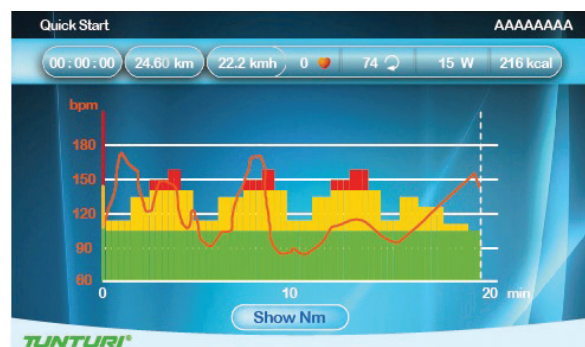 Quick Start AAAAAAAA
00:00:00 24.60 km 22.2 kmh 0 74 15 W 216 kcal
bpm
180
150
120
90
60
0 10 20 min
Show Nm
TUNTURI®